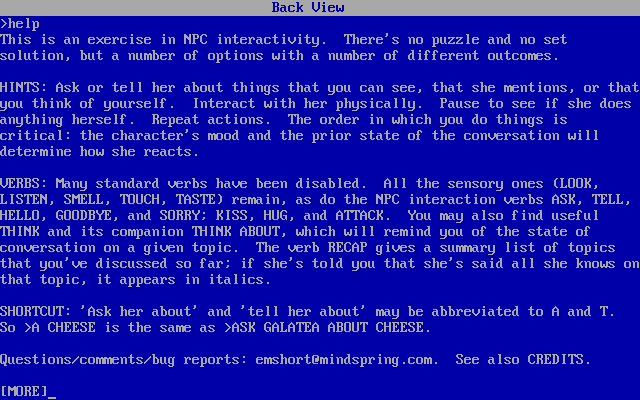 Back View
>help
This is an exercise in NPC interactivity.  There's no puzzle and no set
solution, but a number of options with a number of different outcomes.
HINTS: Ask or tell her about things that you can see, that she mentions, or that
you think of yourself.  Interact with her physically.  Pause to see if she does
anything herself.  Repeat actions.  The order in which you do things is
critical: the character's mood and the prior state of the conversation will
determine how she reacts.
VERBS: Many standard verbs have been disabled.  All the sensory ones (LOOK,
LISTEN, SMELL, TOUCH, TASTE) remain, as do the NPC interaction verbs ASK, TELL,
HELLO, GOODBYE, and SORRY; KISS, HUG, and ATTACK.  You may also find useful
THINK and its companion THINK ABOUT, which will remind you of the state of
conversation on a given topic.  The verb RECAP gives a summary list of topics
that you've discussed so far; if she's told you that she's said all she knows on
that topic, it appears in italics.
SHORTCUT: 'Ask her about' and 'tell her about' may be abbreviated to A and T.
So >A CHEESE is the same as >ASK GALATEA ABOUT CHEESE.
Questions/comments/bug reports: emshort@mindspring.com.  See also CREDITS.
[MORE]_